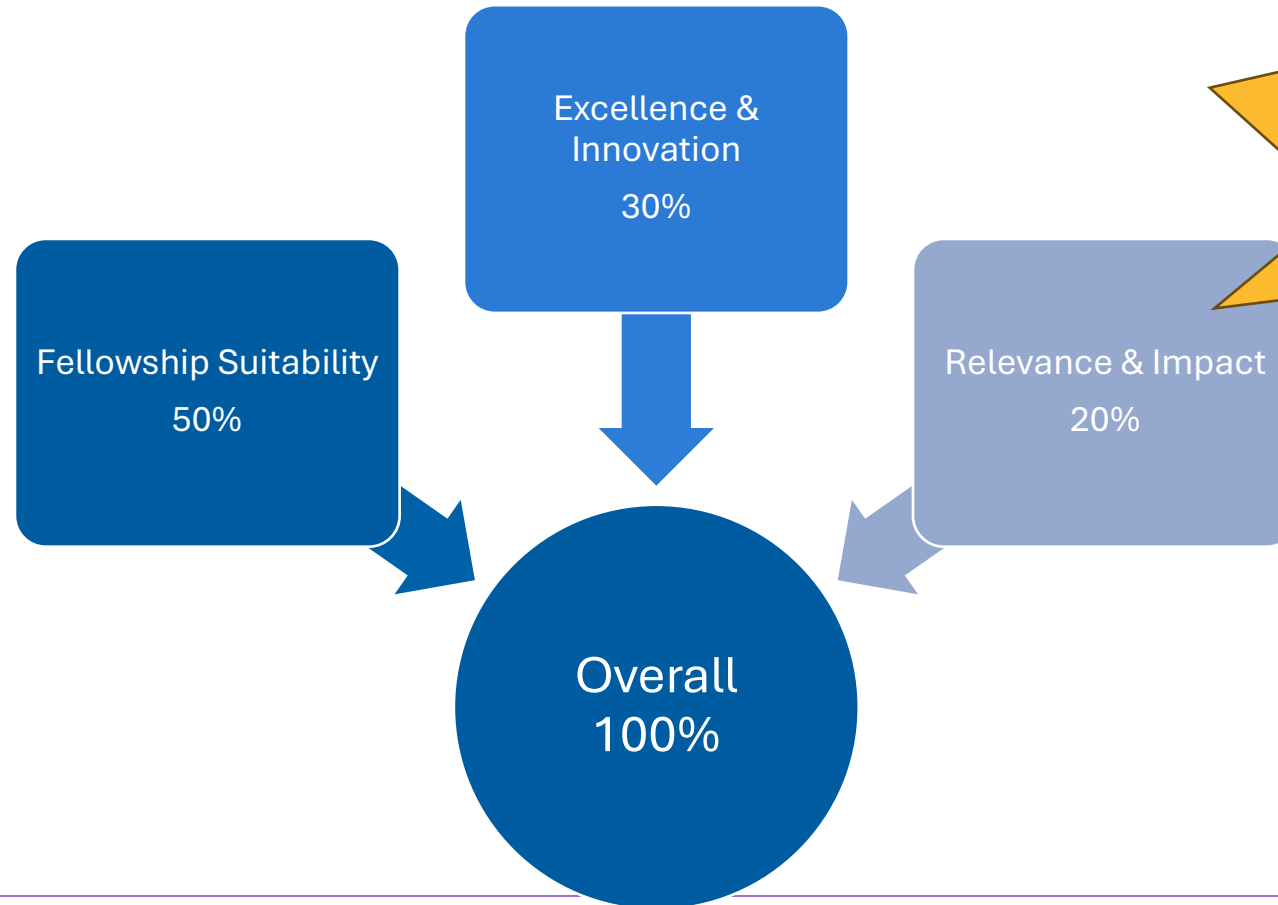 Excellence &
Innovation
30%
Fellowship Suitability
50%
Relevance & Impact
20%
Overall
100%